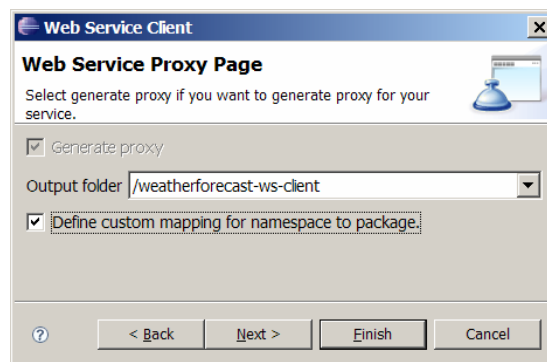 Web Service Client
Web Service Proxy Page
Select generate proxy if you want to generate proxy for your
service.
Generate proxy
Output folder /weatherforecast-ws-client
Define custom mapping for namespace to package.
? < Back Next > Finish Cancel